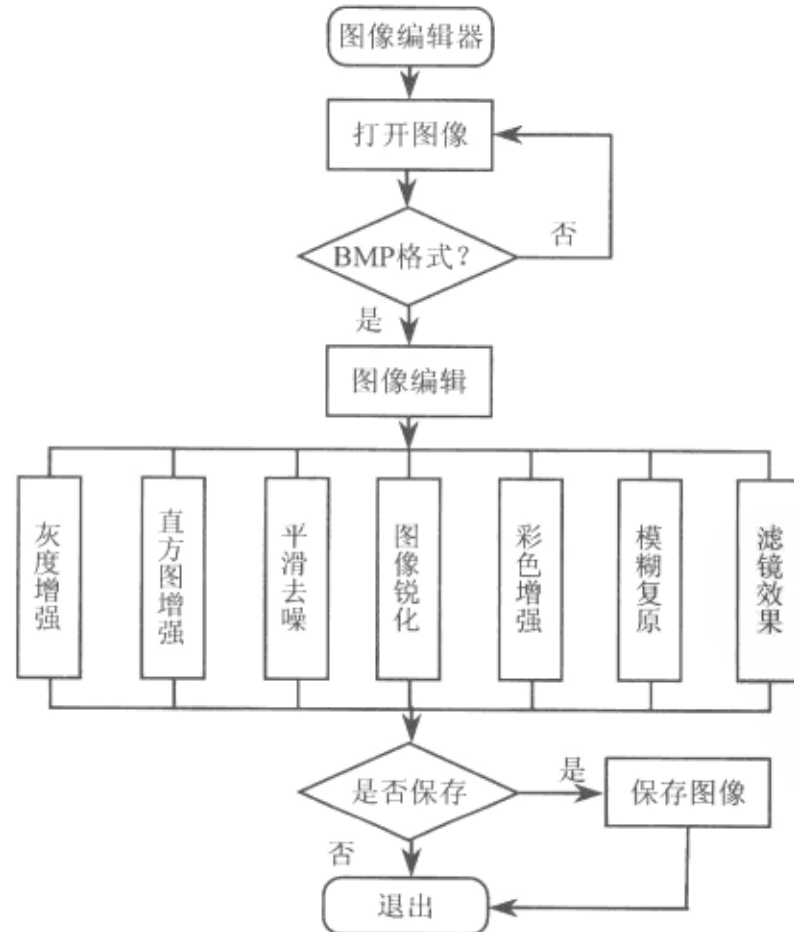 图像编辑器
打开图像
否
BMP格式?
是
图像编辑
灰度增强
直方图增强
平滑去噪
图像锐化
彩色增强
模糊复原
滤镜效果
是否保存
是
保存图像
否
退出